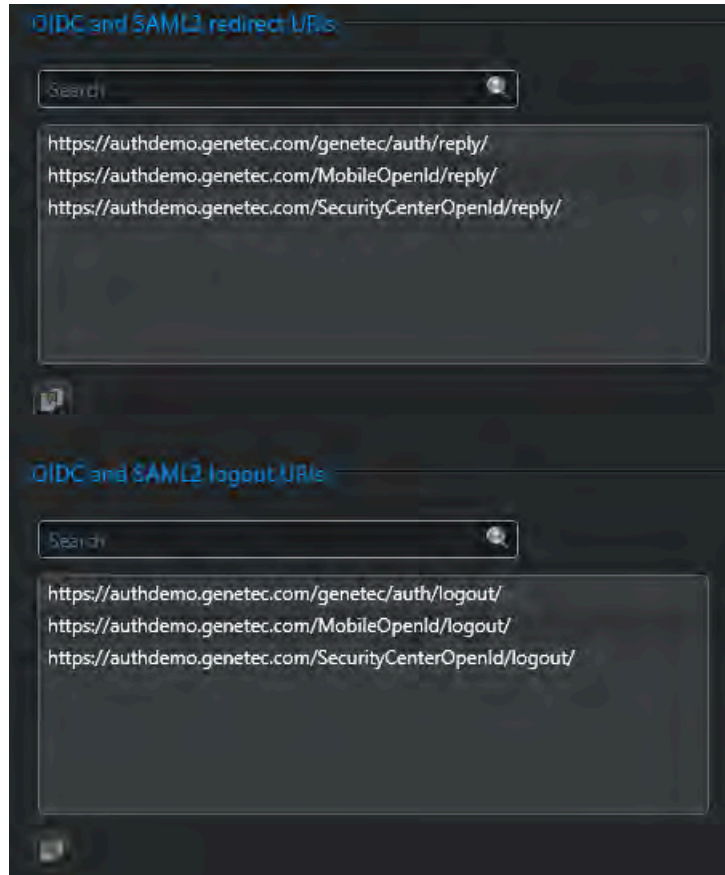 OIDC and SAML2 redirect URIs
Search
https://authdemo.genetec.com/genetec/auth/reply/
https://authdemo.genetec.com/MobileOpenId/reply/
https://authdemo.genetec.com/SecurityCenterOpenId/reply/
OIDC and SAML2 logout URIs
Search
https://authdemo.genetec.com/genetec/auth/logout/
https://authdemo.genetec.com/MobileOpenId/logout/
https://authdemo.genetec.com/SecurityCenterOpenId/logout/